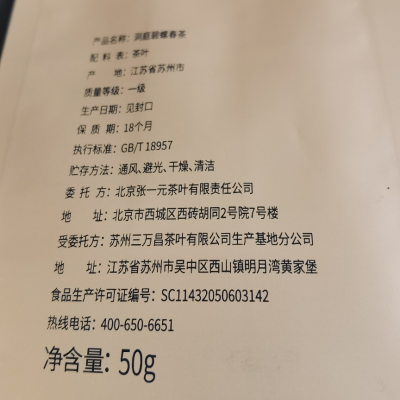 产品名称：洞庭碧螺春茶
配 料 表：茶叶
产    地：江苏省苏州市
质量等级：一级
生产日期：见封口
保 质 期：18个月
执行标准：GB/T 18957
贮存方法：通风、避光、干燥、清洁
委 托 方：北京张一元茶叶有限责任公司
地    址：北京市西城区西砖胡同2号院7号楼
受委托方：苏州三万昌茶叶有限公司生产基地分公司
地    址：江苏省苏州市吴中区西山镇明月湾黄家堡
食品生产许可证编号：SC11432050603142
热线电话：400-650-6651
净含量：50g